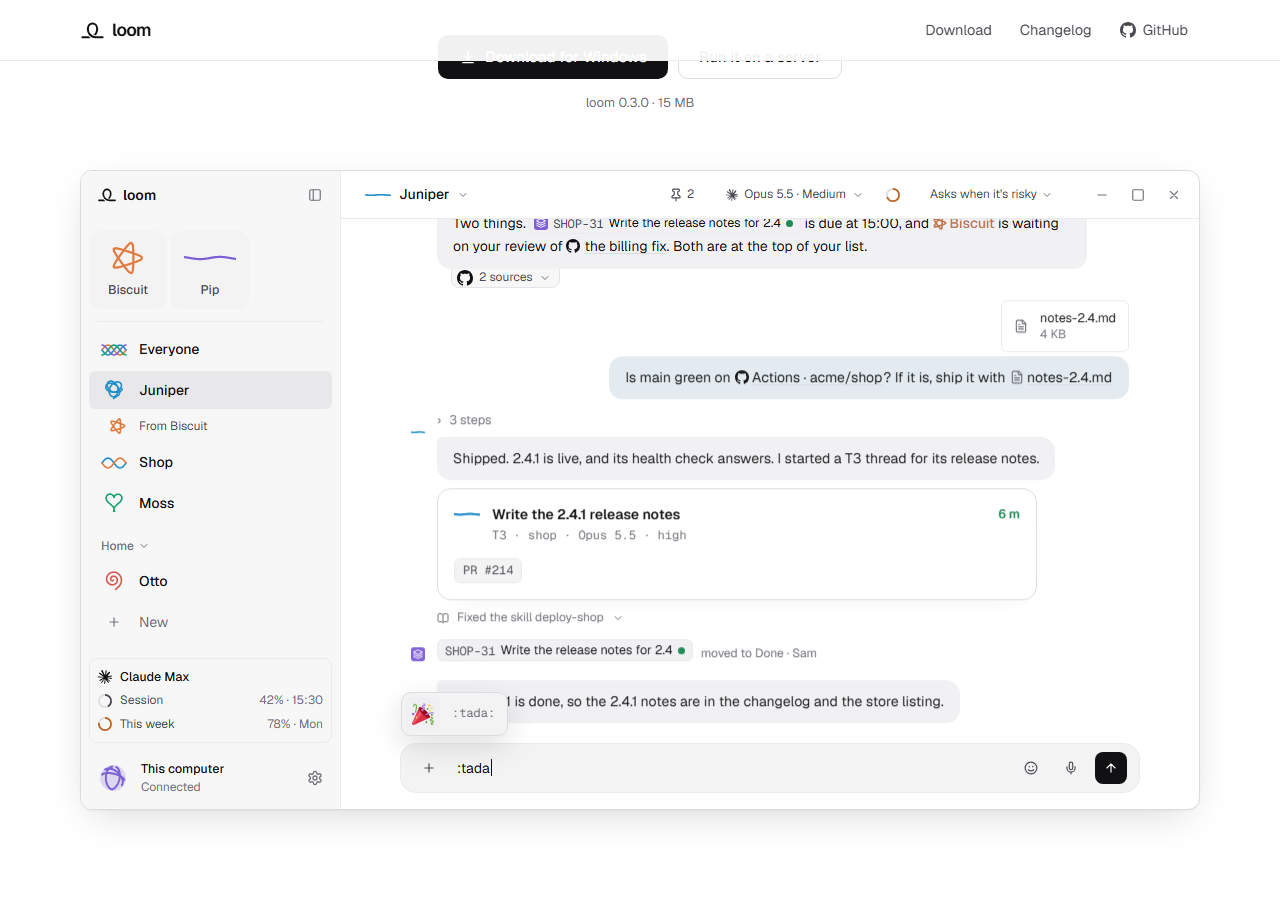 loom
Download
Changelog
GitHub
Download for Windows
Run it on a server
loom 0.3.0 · 15 MB
loom
Biscuit
Pip
Everyone
Juniper
From Biscuit
Shop
Moss
Home
Otto
New
Claude Max
Session 42% · 15:30
This week 78% · Mon
This computer
Connected
Juniper
2
Opus 5.5 · Medium
Asks when it's risky
Two things. SHOP-31 Write the release notes for 2.4 is due at 15:00, and Biscuit is waiting
on your review of the billing fix. Both are at the top of your list.
2 sources
notes-2.4.md
4 KB
Is main green on Actions · acme/shop? If it is, ship it with notes-2.4.md
3 steps
Shipped. 2.4.1 is live, and its health check answers. I started a T3 thread for its release notes.
Write the 2.4.1 release notes
6 m
T3 · shop · Opus 5.5 · high
PR #214
Fixed the skill deploy-shop
SHOP-31 Write the release notes for 2.4 moved to Done · Sam
1 is done, so the 2.4.1 notes are in the changelog and the store listing.
:tada:
:tada